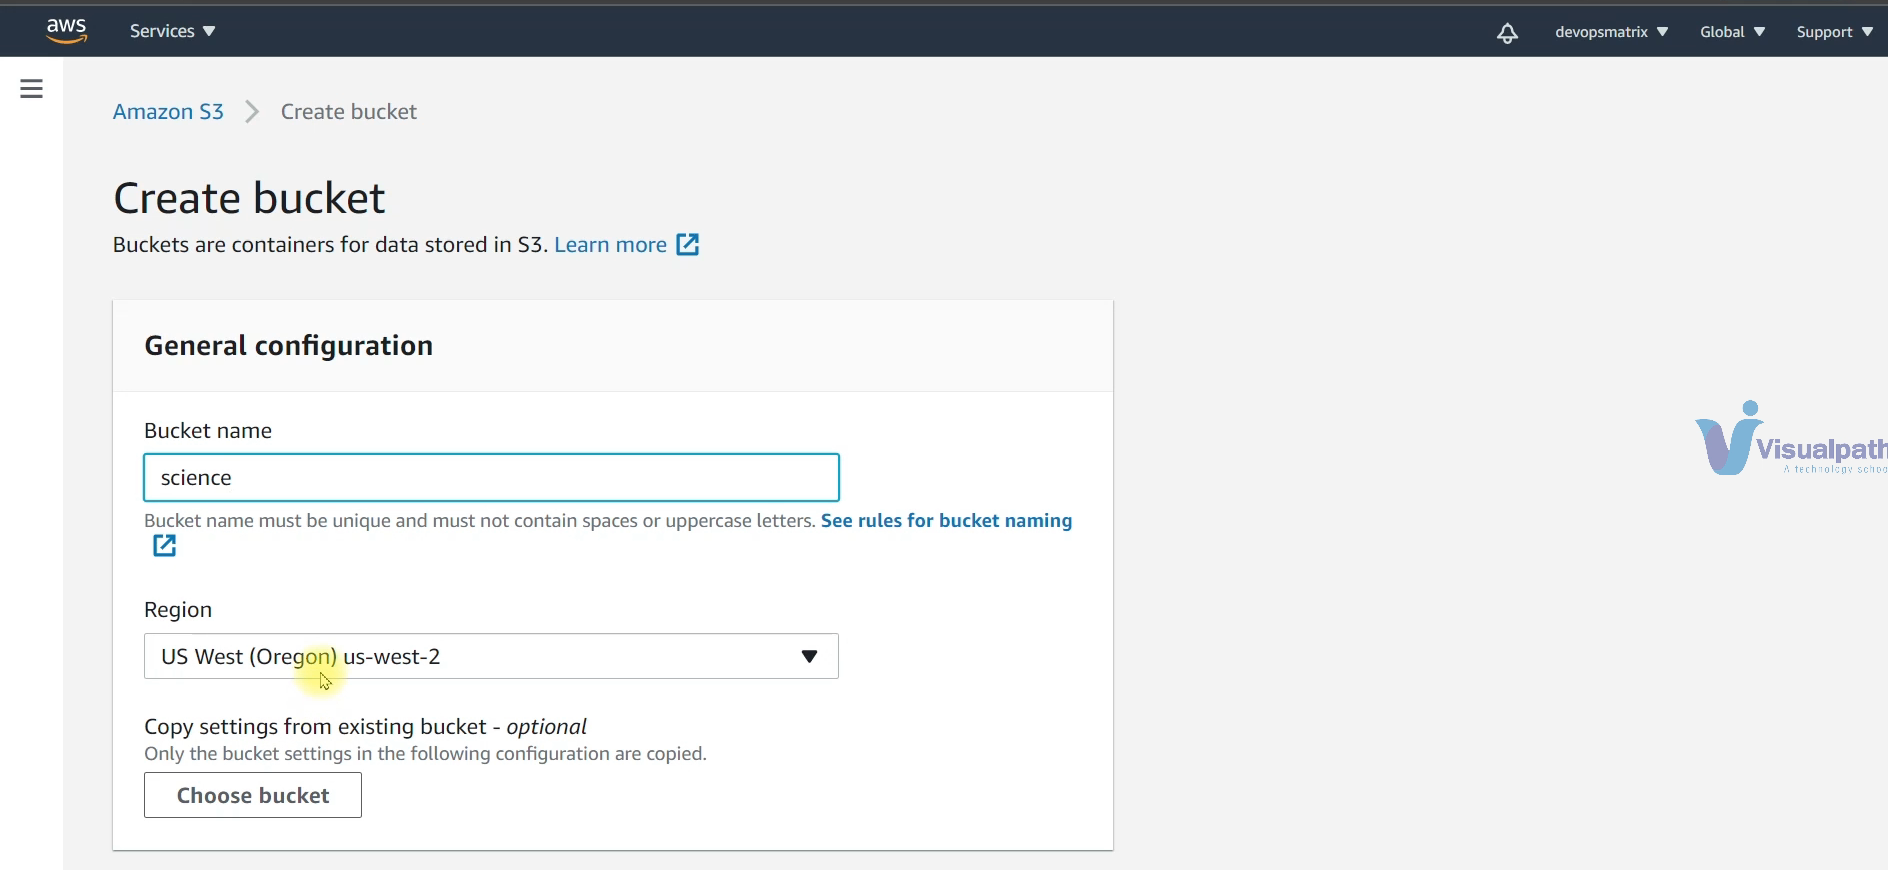 aws Services devopsmatrix Global Support
Amazon S3 Create bucket
Create bucket
Buckets are containers for data stored in S3. Learn more
General configuration
Bucket name
science
Bucket name must be unique and must not contain spaces or uppercase letters. See rules for bucket naming
Region
US West (Oregon) us-west-2
Copy settings from existing bucket - optional
Only the bucket settings in the following configuration are copied.
Choose bucket
Visualpath
A technology schoo